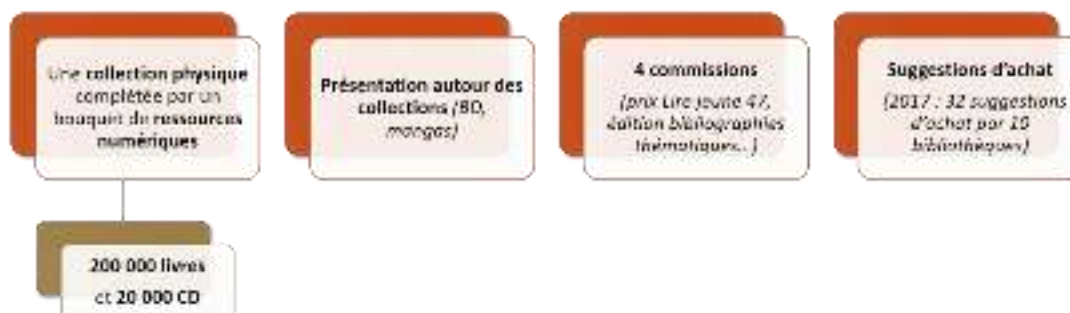 Une collection physique
complétée par un
bouquet de ressources
numériques
Présentation autour des
collections (BD,
mangas)
4 commissions
(prix Lire jeune 47,
édition bibliographies
thématiques...)
Suggestions d'achat
(2017 : 32 suggestions
d'achat par 10
bibliothèques)
200 000 livres
et 20 000 CD